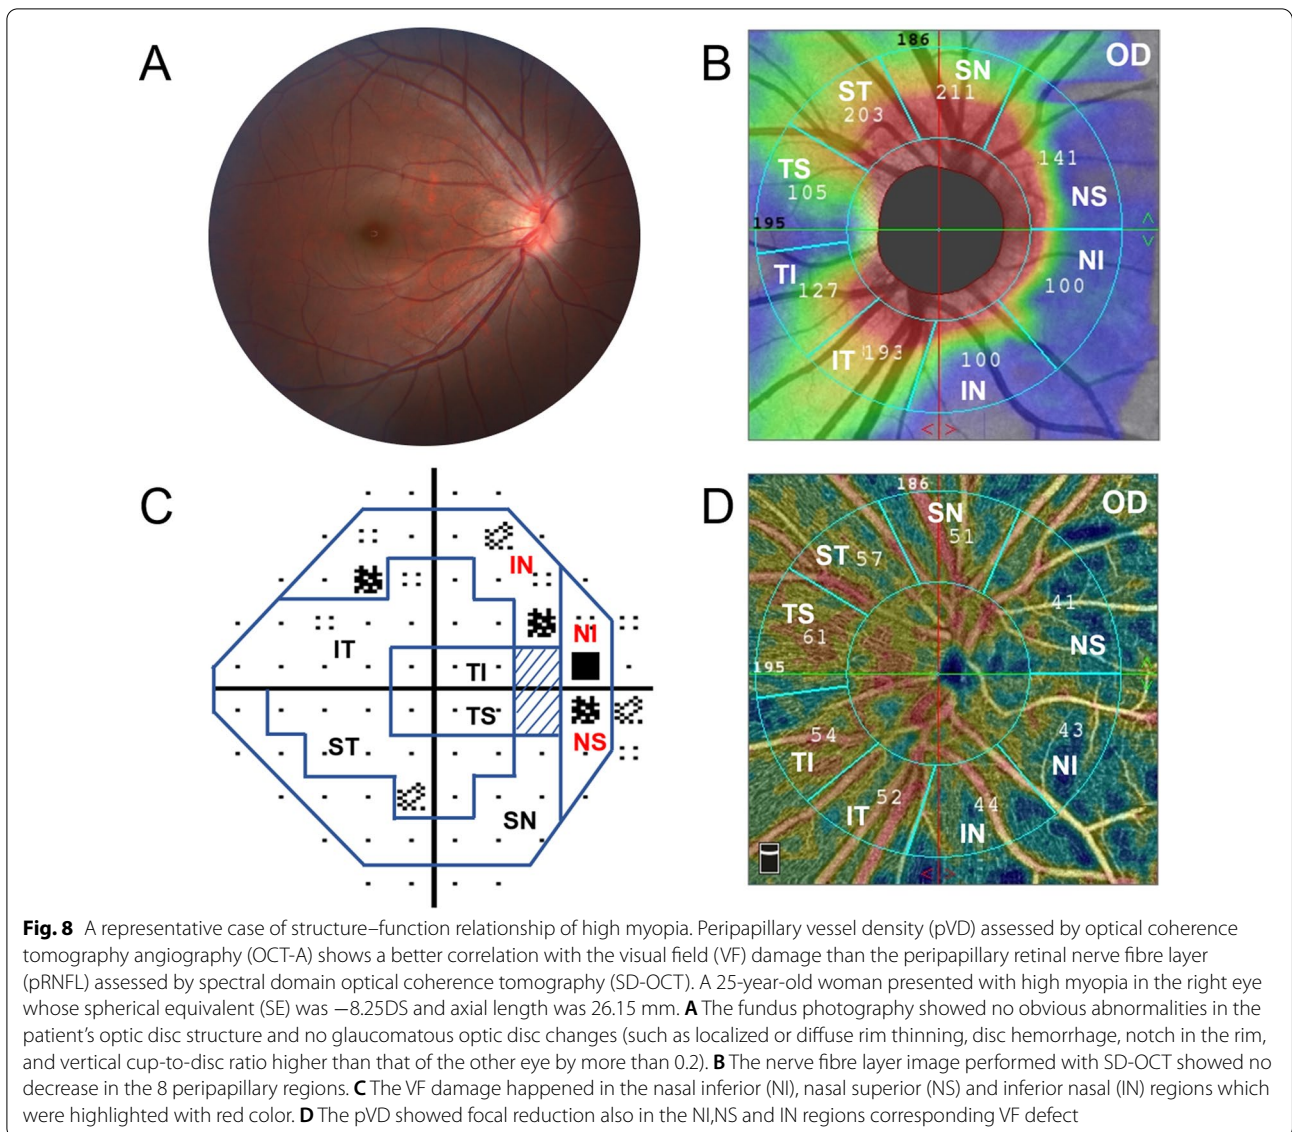 A
B
186
OD
SN
211
ST
203
141
TS
105
NS
195
NI
TI
127
100
IT
193
100
IN
< >
C
IN
IT
NI
TI
TS
NS
ST
SN
D
186
OD
SN
51
ST 57
41
TS
61
NS
195
54
43
TI
NI
IT
52
44
IN
Fig. 8 A representative case of structure–function relationship of high myopia. Peripapillary vessel density (pVD) assessed by optical coherence
tomography angiography (OCT-A) shows a better correlation with the visual field (VF) damage than the peripapillary retinal nerve fibre layer
(pRNFL) assessed by spectral domain optical coherence tomography (SD-OCT). A 25-year-old woman presented with high myopia in the right eye
whose spherical equivalent (SE) was −8.25DS and axial length was 26.15 mm. A The fundus photography showed no obvious abnormalities in the
patient's optic disc structure and no glaucomatous optic disc changes (such as localized or diffuse rim thinning, disc hemorrhage, notch in the rim,
and vertical cup-to-disc ratio higher than that of the other eye by more than 0.2). B The nerve fibre layer image performed with SD-OCT showed no
decrease in the 8 peripapillary regions. C The VF damage happened in the nasal inferior (NI), nasal superior (NS) and inferior nasal (IN) regions which
were highlighted with red color. D The pVD showed focal reduction also in the NI,NS and IN regions corresponding VF defect